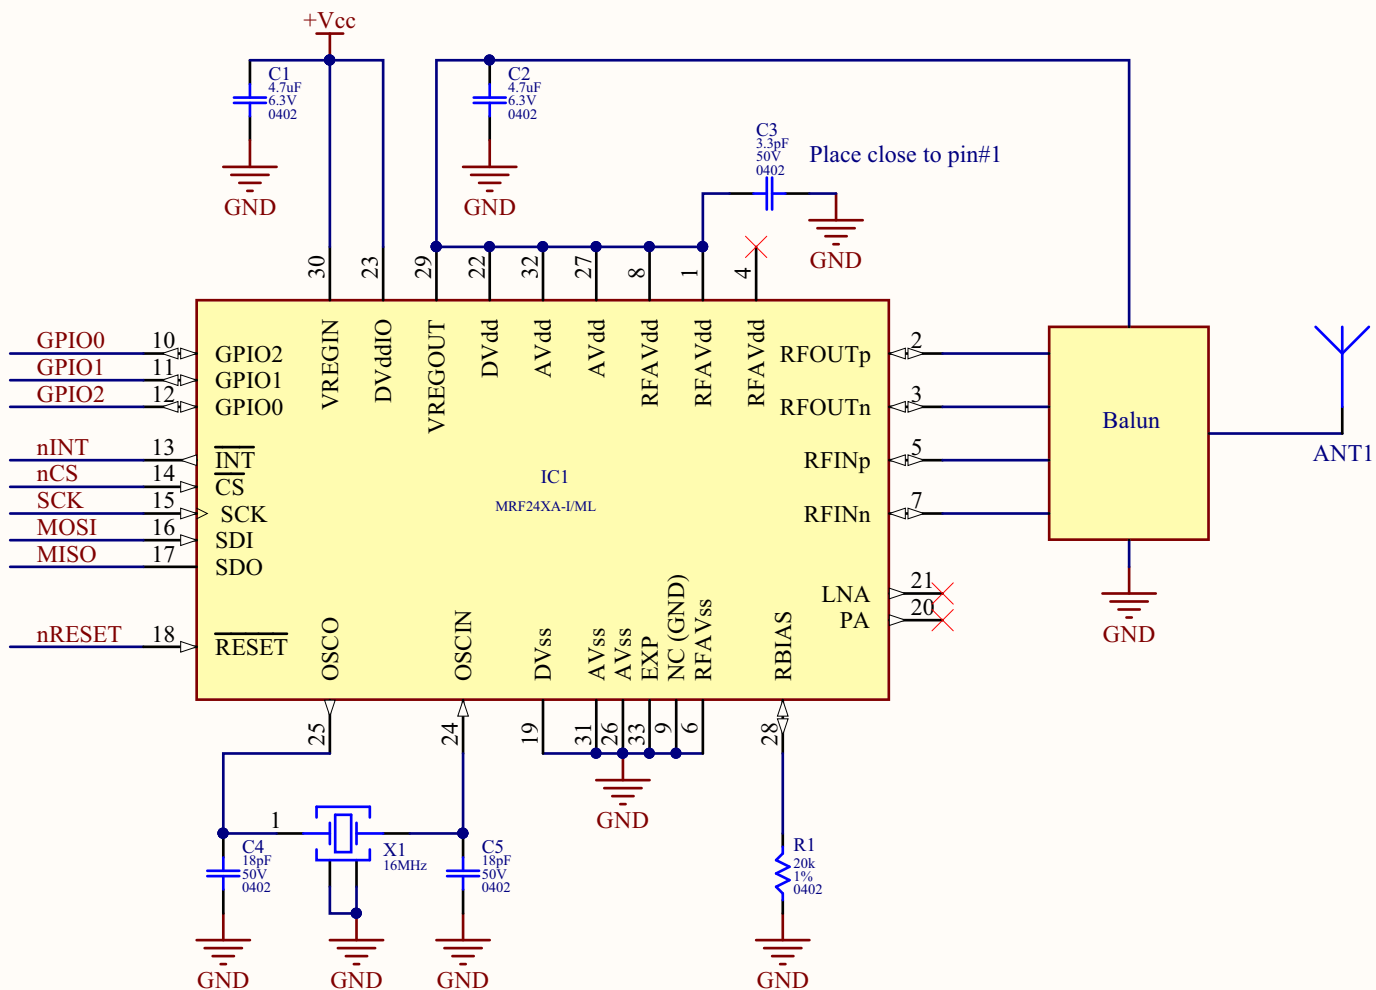 +Vcc
C1
4.7uF
6.3V
0402
GND
C2
4.7uF
6.3V
0402
GND
C3
3.3pF
50V
0402
Place close to pin#1
GND
30
23
29
22
32
27
8
1
4
VREGIN
DVddIO
VREGOUT
DVdd
AVdd
AVdd
RFAVdd
RFAVdd
RFAVdd
GPIO0 10 GPIO2
GPIO1 11 GPIO1
GPIO2 12 GPIO0
nINT 13 INT
nCS 14 CS
SCK 15 SCK
MOSI 16 SDI
MISO 17 SDO
nRESET 18 RESET
IC1
MRF24XA-I/ML
RFOUTp 2
RFOUTn 3
RFINp 5
RFINn 7
LNA 21
PA 20
Balun
ANT1
GND
OSCO
OSCIN
DVss
AVss
AVss
EXP
NC (GND)
RFAVss
RBIAS
25
24
19
31
26
33
9
6
28
GND
1
X1
16MHz
C4
18pF
50V
0402
C5
18pF
50V
0402
R1
20k
1%
0402
GND
GND
GND
GND